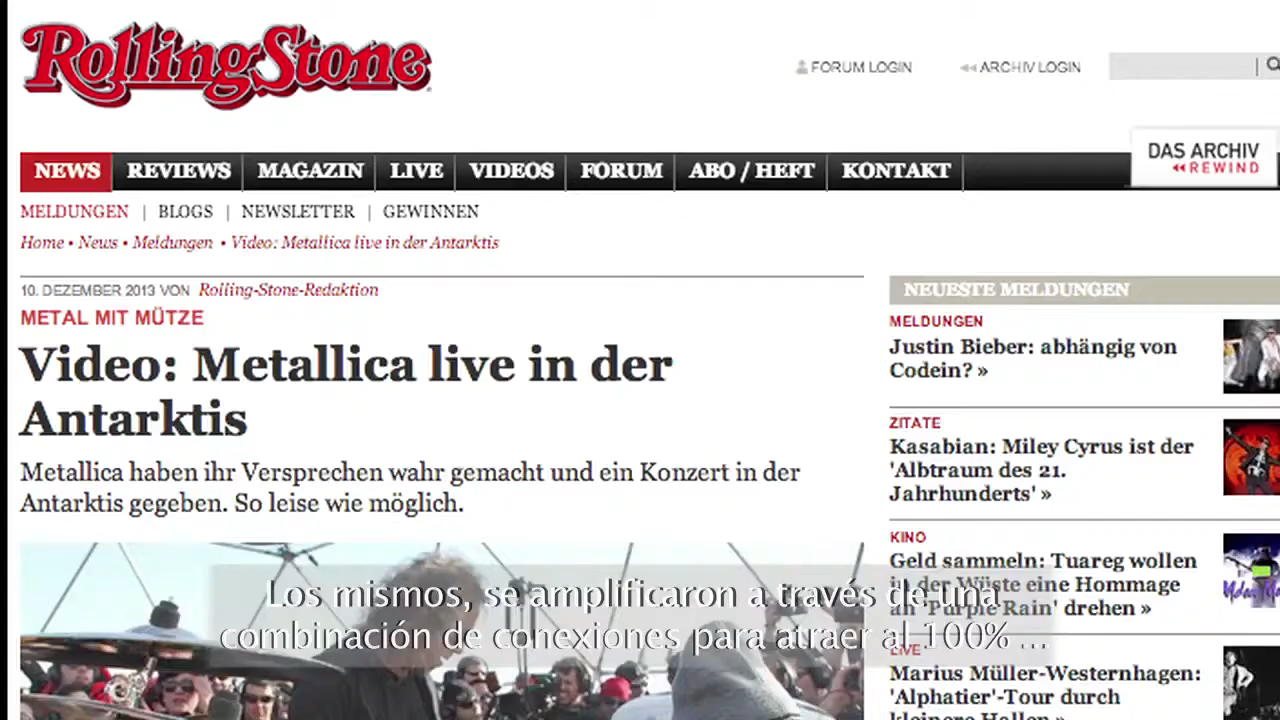 RollingStone
FORUM LOGIN
ARCHIV LOGIN
DAS ARCHIV
REWIND
NEWS
REVIEWS
MAGAZIN
LIVE
VIDEOS
FORUM
ABO / HEFT
KONTAKT
MELDUNGEN | BLOGS | NEWSLETTER | GEWINNEN
Home • News • Meldungen • Video: Metallica live in der Antarktis
10. DEZEMBER 2013 VON Rolling-Stone-Redaktion
METAL MIT MÜTZE
Video: Metallica live in der
Antarktis
Metallica haben ihr Versprechen wahr gemacht und ein Konzert in der
Antarktis gegeben. So leise wie möglich.
NEUESTE MELDUNGEN
MELDUNGEN
Justin Bieber: abhängig von
Codein? »
ZITATE
Kasabian: Miley Cyrus ist der
'Albtraum des 21.
Jahrhunderts' »
KINO
Geld sammeln: Tuareg wollen
in der Wüste eine Hommage
an 'Purple Rain' drehen »
LIVE
Marius Müller-Westernhagen:
'Alphatier'-Tour durch
kleinere Hallen »
Los mismos, se amplificaron a través de una
combinación de conexiones para atraer al 100% ...